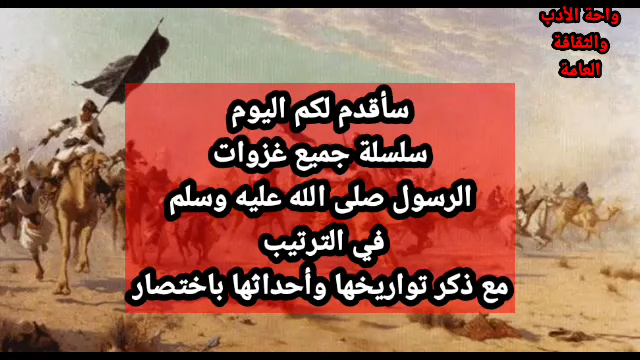 واحة الأدب
والثقافة
العامة
سأقدم لكم اليوم
سلسلة جميع غزوات
الرسول صلى الله عليه وسلم
في الترتيب
مع ذكر تواريخها وأحداثها باختصار